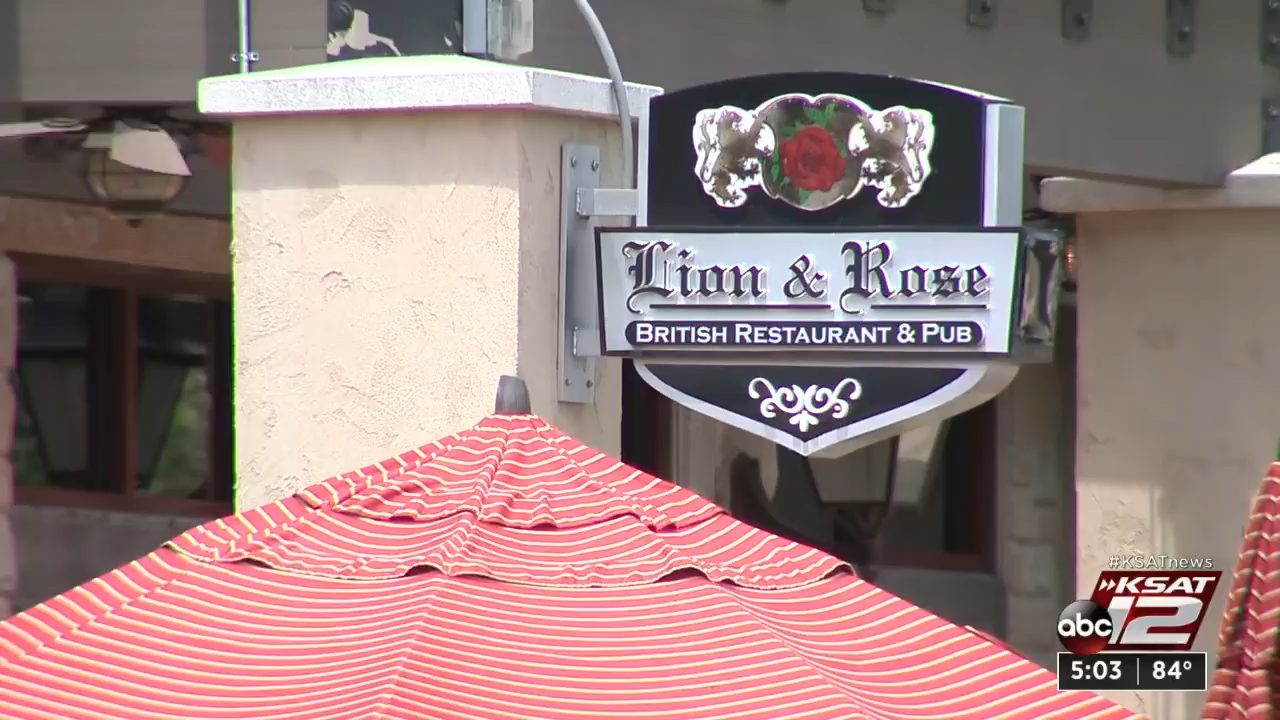 Lion & Rose
BRITISH RESTAURANT & PUB
#KSATnews
KSAT
abc 12
5:03 84°